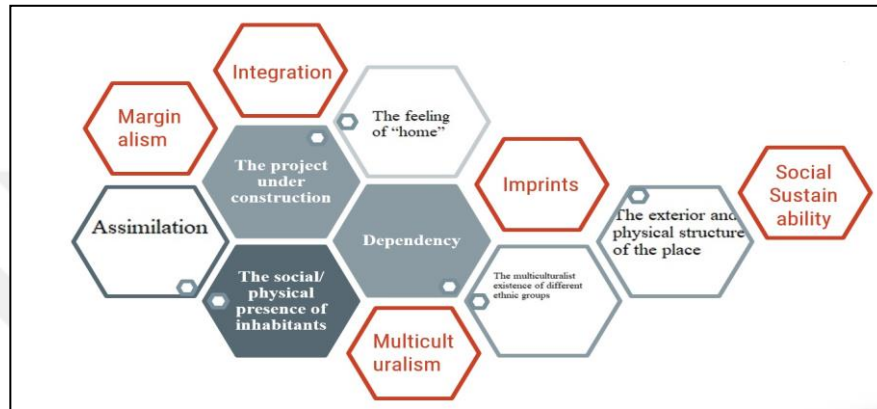 Integration
Margin
alism
The feeling
of “home”
The project
under
construction
Imprints
Social
Sustain
ability
Assimilation
Dependency
The exterior and
physical structure
of the place
The social/
physical
presence of
inhabitants
The multiculturalist
existence of different
ethnic groups
Multicult
uralism